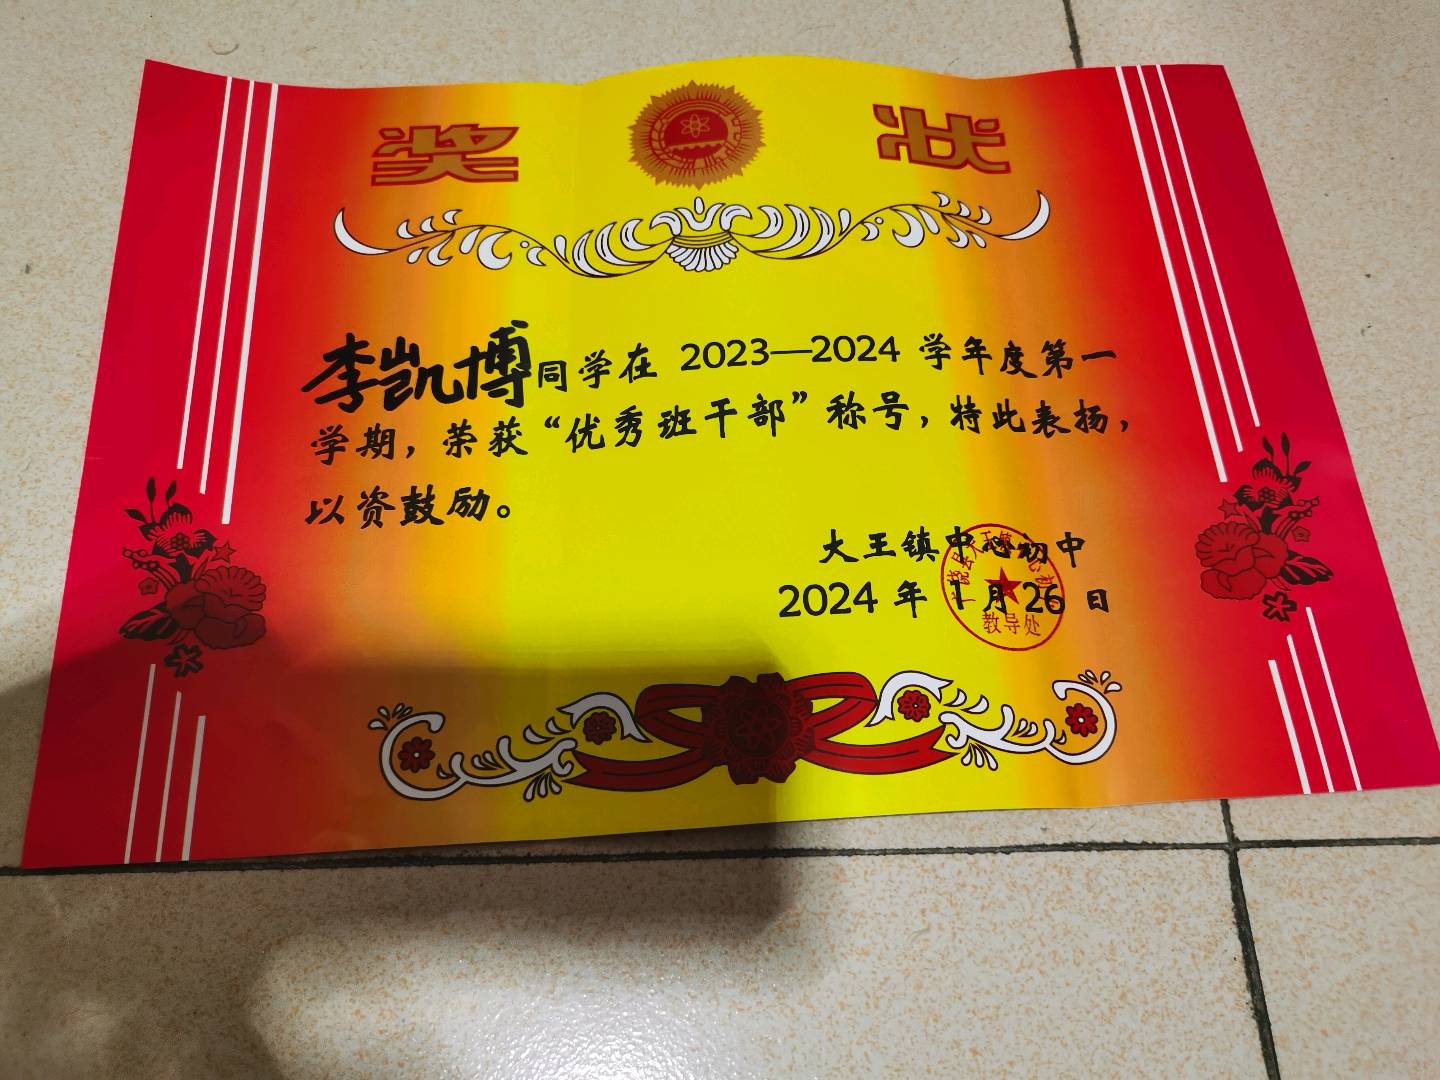 奖状
李凯博同学在 2023—2024 学年度第一
学期，荣获“优秀班干部”称号，特此表扬，
以资鼓励。
大王镇中心初中
2024 年 1 月 26 日
教导处